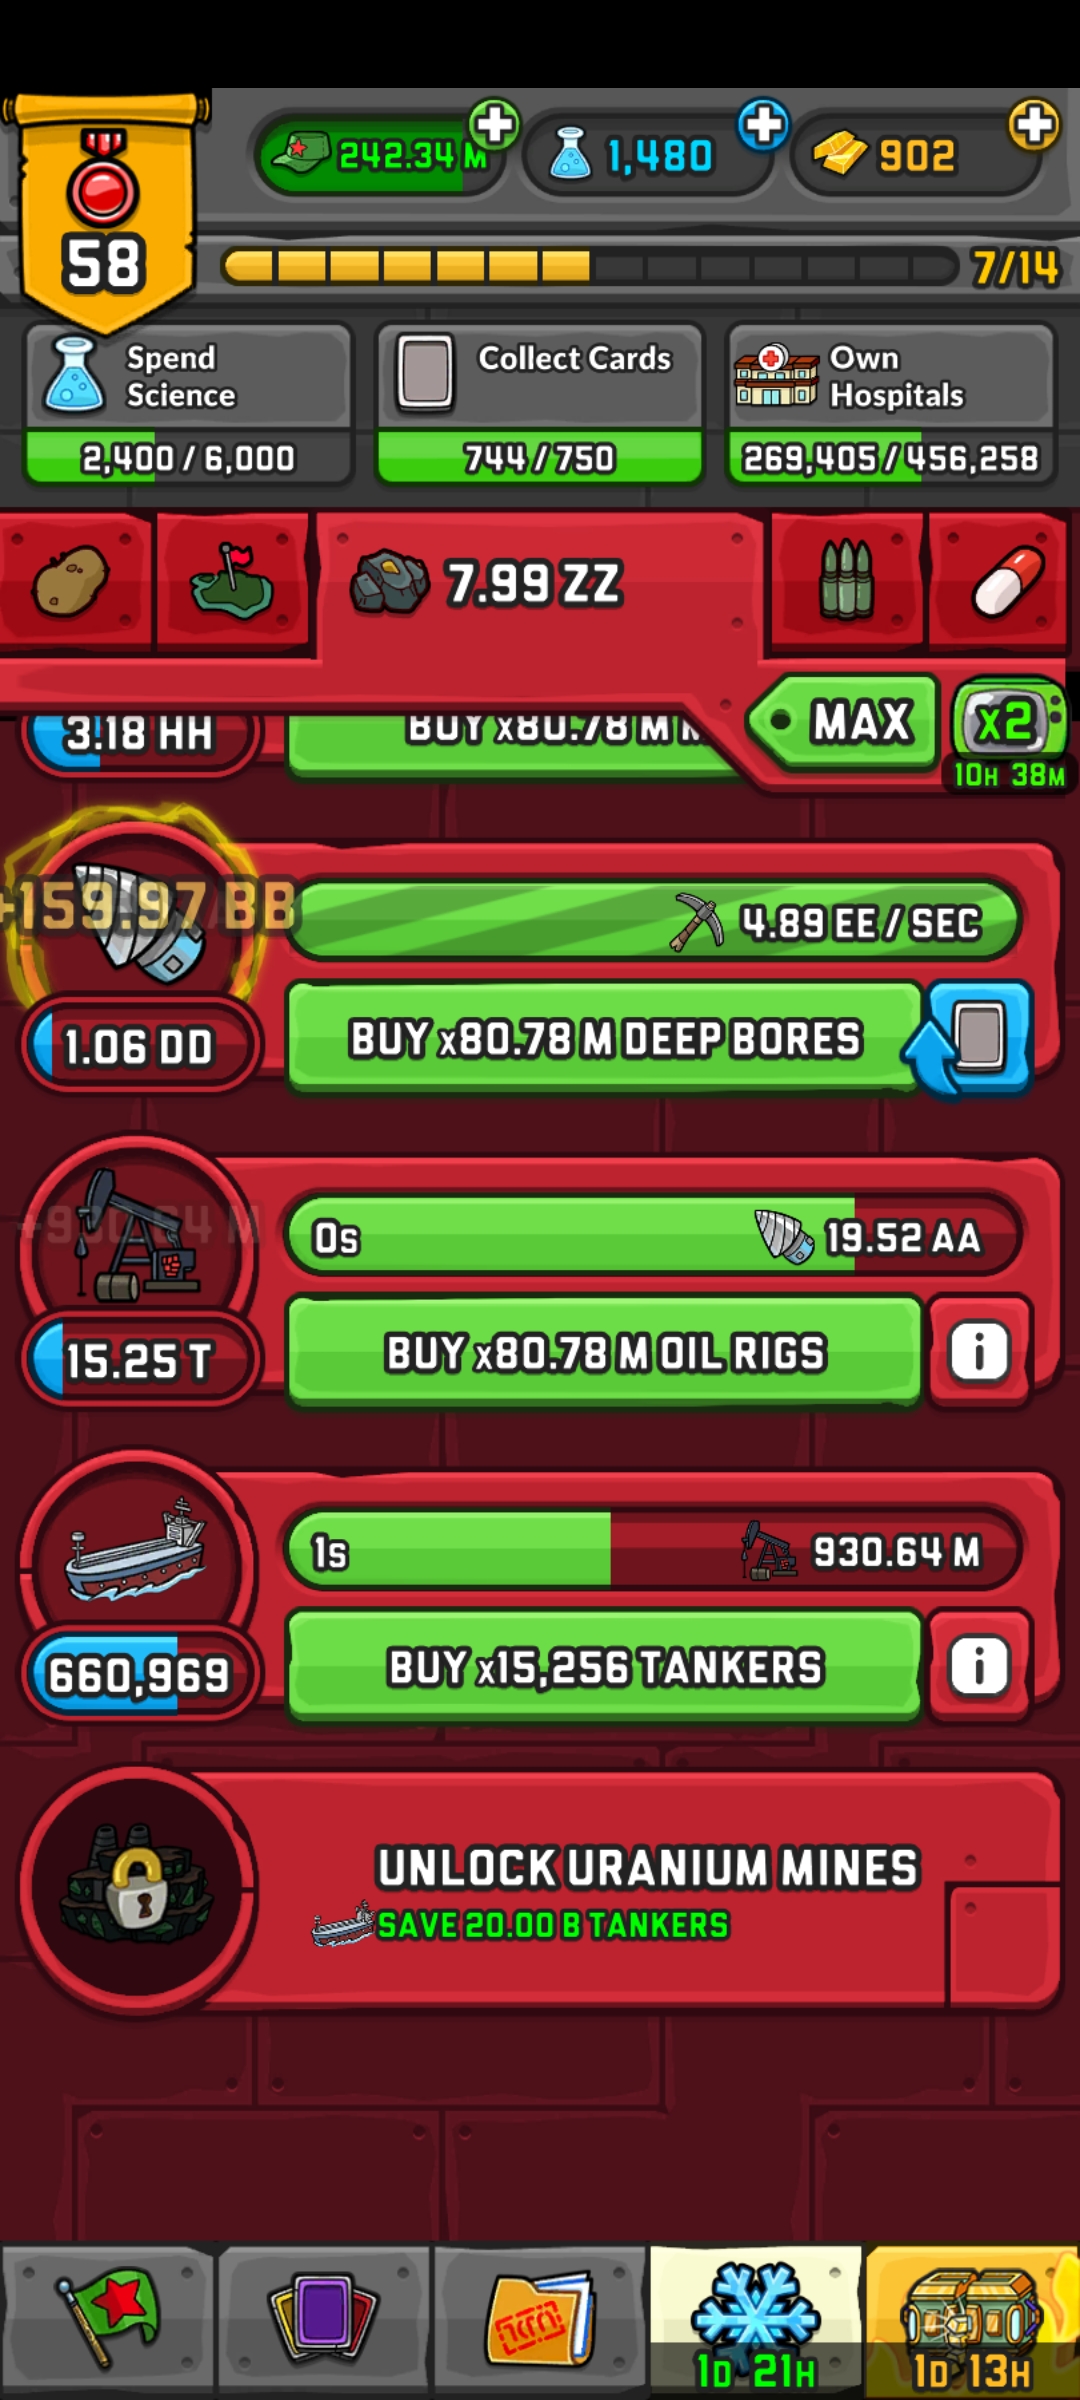 242.34 M
1,480
902
58
7/14
Spend
Science
Collect Cards
Own
Hospitals
2,400 / 6,000
744 / 750
269,405 / 456,258
7.99 ZZ
MAX
x2
10H 38M
3.18 HH
BUY x80.78 M
+159.97 BB
4.89 EE / SEC
1.06 DD
BUY x80.78 M DEEP BORES
+930.64 M
0s
19.52 AA
15.25 T
BUY x80.78 M OIL RIGS
i
1s
930.64 M
660,969
BUY x15,256 TANKERS
i
UNLOCK URANIUM MINES
SAVE 20.00 B TANKERS
1D 21H
1D 13H